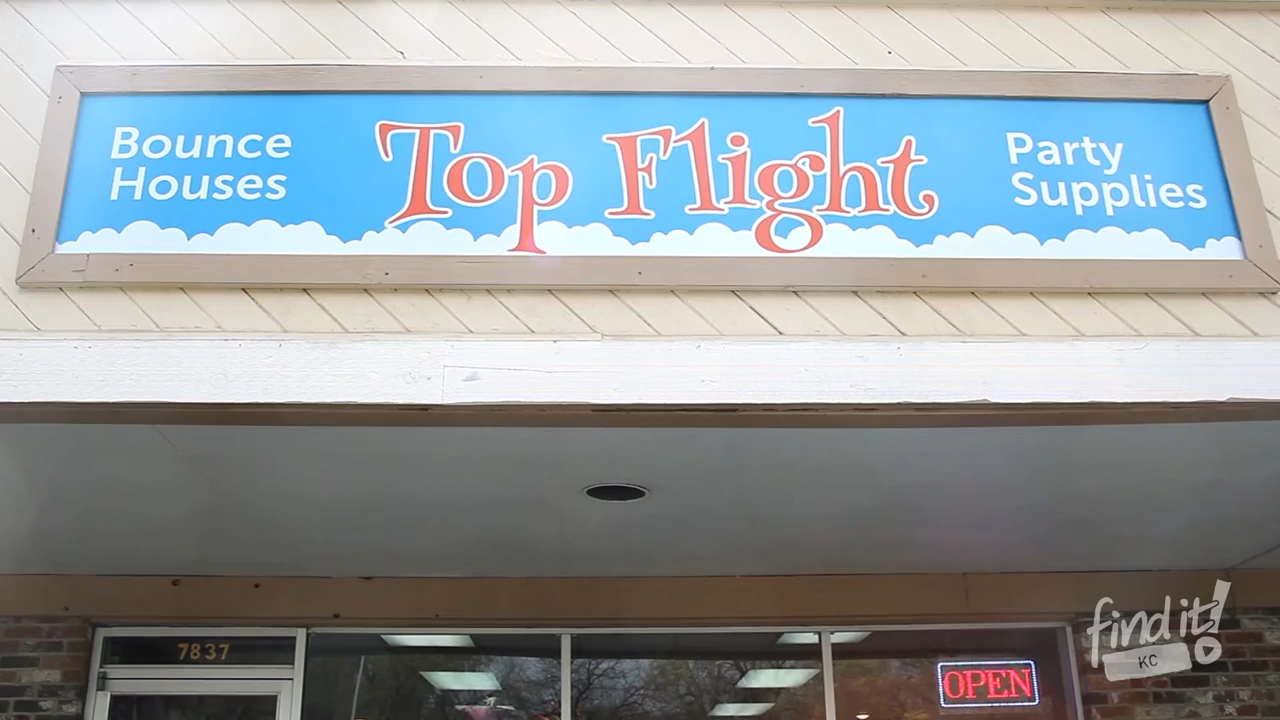 Bounce
Houses
Top Flight
Party
Supplies
7837
OPEN
find it!
KC